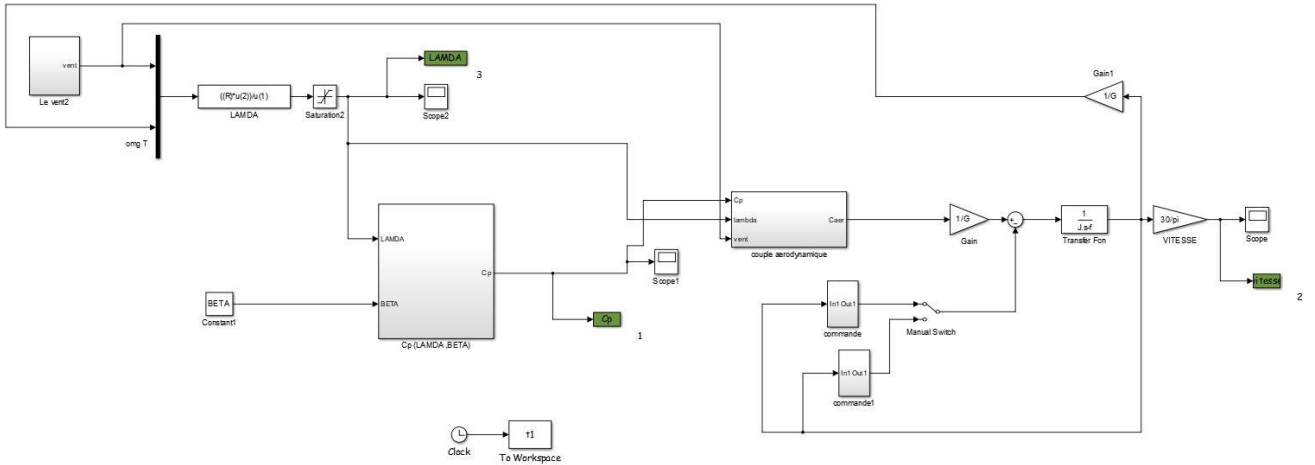 vent
Le vent2
omg T
((R)*u(2))/u(1)
LAMDA
Saturation2
LAMDA
3
Scope2
1/G
Gain1
LAMDA
BETA
Cp
Cp (LAMDA ,BETA)
BETA
Constant1
Scope1
Cp
1
Cp
lambda
vent
Caer
couple aerodynamique
1/G
Gain
+
-
1
J.s-f
Transfer Fcn
30/pi
VITESSE
Scope
2
In1 Out1
commande
Manual Switch
In1 Out1
commande1
Clock
t1
To Workspace